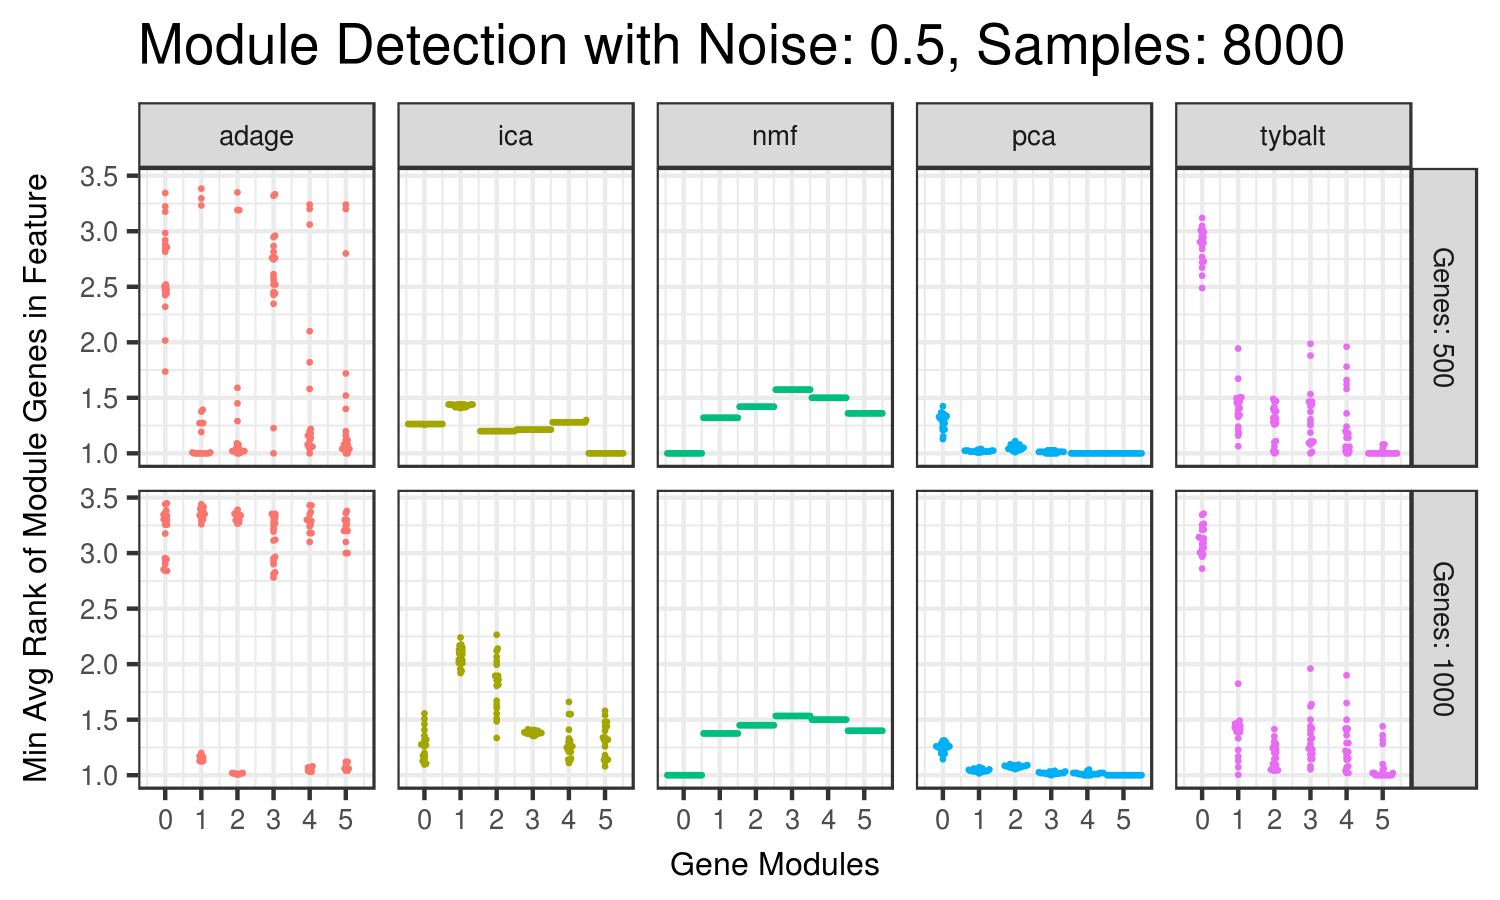 Module Detection with Noise: 0.5, Samples: 8000
adage ica nmf pca tybalt
Min Avg Rank of Module Genes in Feature
3.5
3.0
2.5
2.0
1.5
1.0
Genes: 500
3.5
3.0
2.5
2.0
1.5
1.0
Genes: 1000
0 1 2 3 4 5 0 1 2 3 4 5 0 1 2 3 4 5 0 1 2 3 4 5 0 1 2 3 4 5
Gene Modules